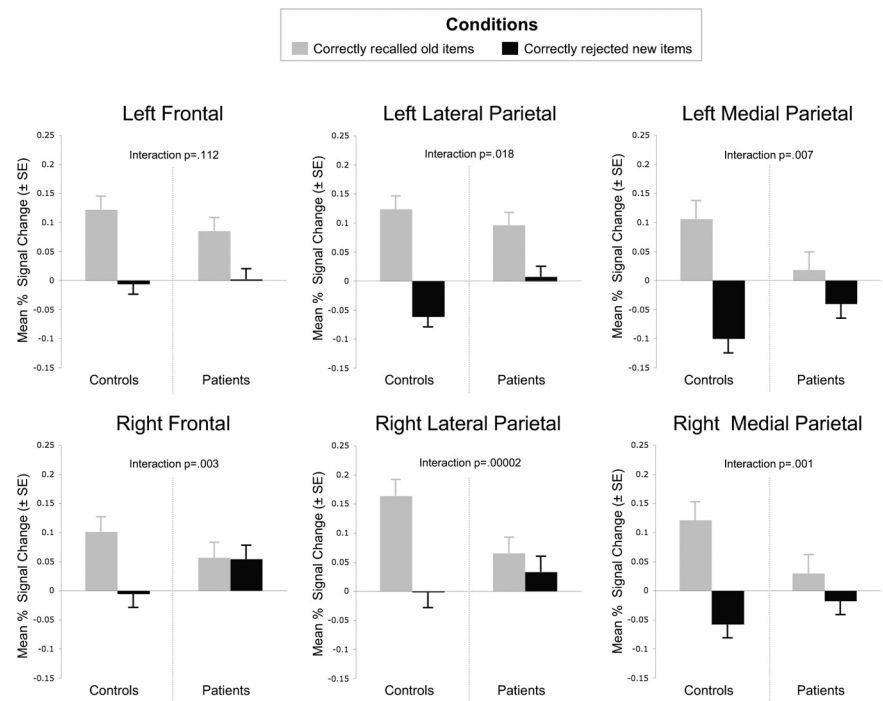 Conditions
Correctly recalled old items Correctly rejected new items
Left Frontal
Mean % Signal Change (± SE)
0.25
0.2
0.15
0.1
0.05
0
-0.05
-0.1
-0.15
Interaction p=.112
Controls Patients
Left Lateral Parietal
Mean % Signal Change (± SE)
0.25
0.2
0.15
0.1
0.05
0
-0.05
-0.1
-0.15
Interaction p=.018
Controls Patients
Left Medial Parietal
Mean % Signal Change (± SE)
0.25
0.2
0.15
0.1
0.05
0
-0.05
-0.1
-0.15
Interaction p=.007
Controls Patients
Right Frontal
Mean % Signal Change (± SE)
0.25
0.2
0.15
0.1
0.05
0
-0.05
-0.1
-0.15
Interaction p=.003
Controls Patients
Right Lateral Parietal
Mean % Signal Change (± SE)
0.25
0.2
0.15
0.1
0.05
0
-0.05
-0.1
-0.15
Interaction p=.00002
Controls Patients
Right Medial Parietal
Mean % Signal Change (± SE)
0.25
0.2
0.15
0.1
0.05
0
-0.05
-0.1
-0.15
Interaction p=.001
Controls Patients